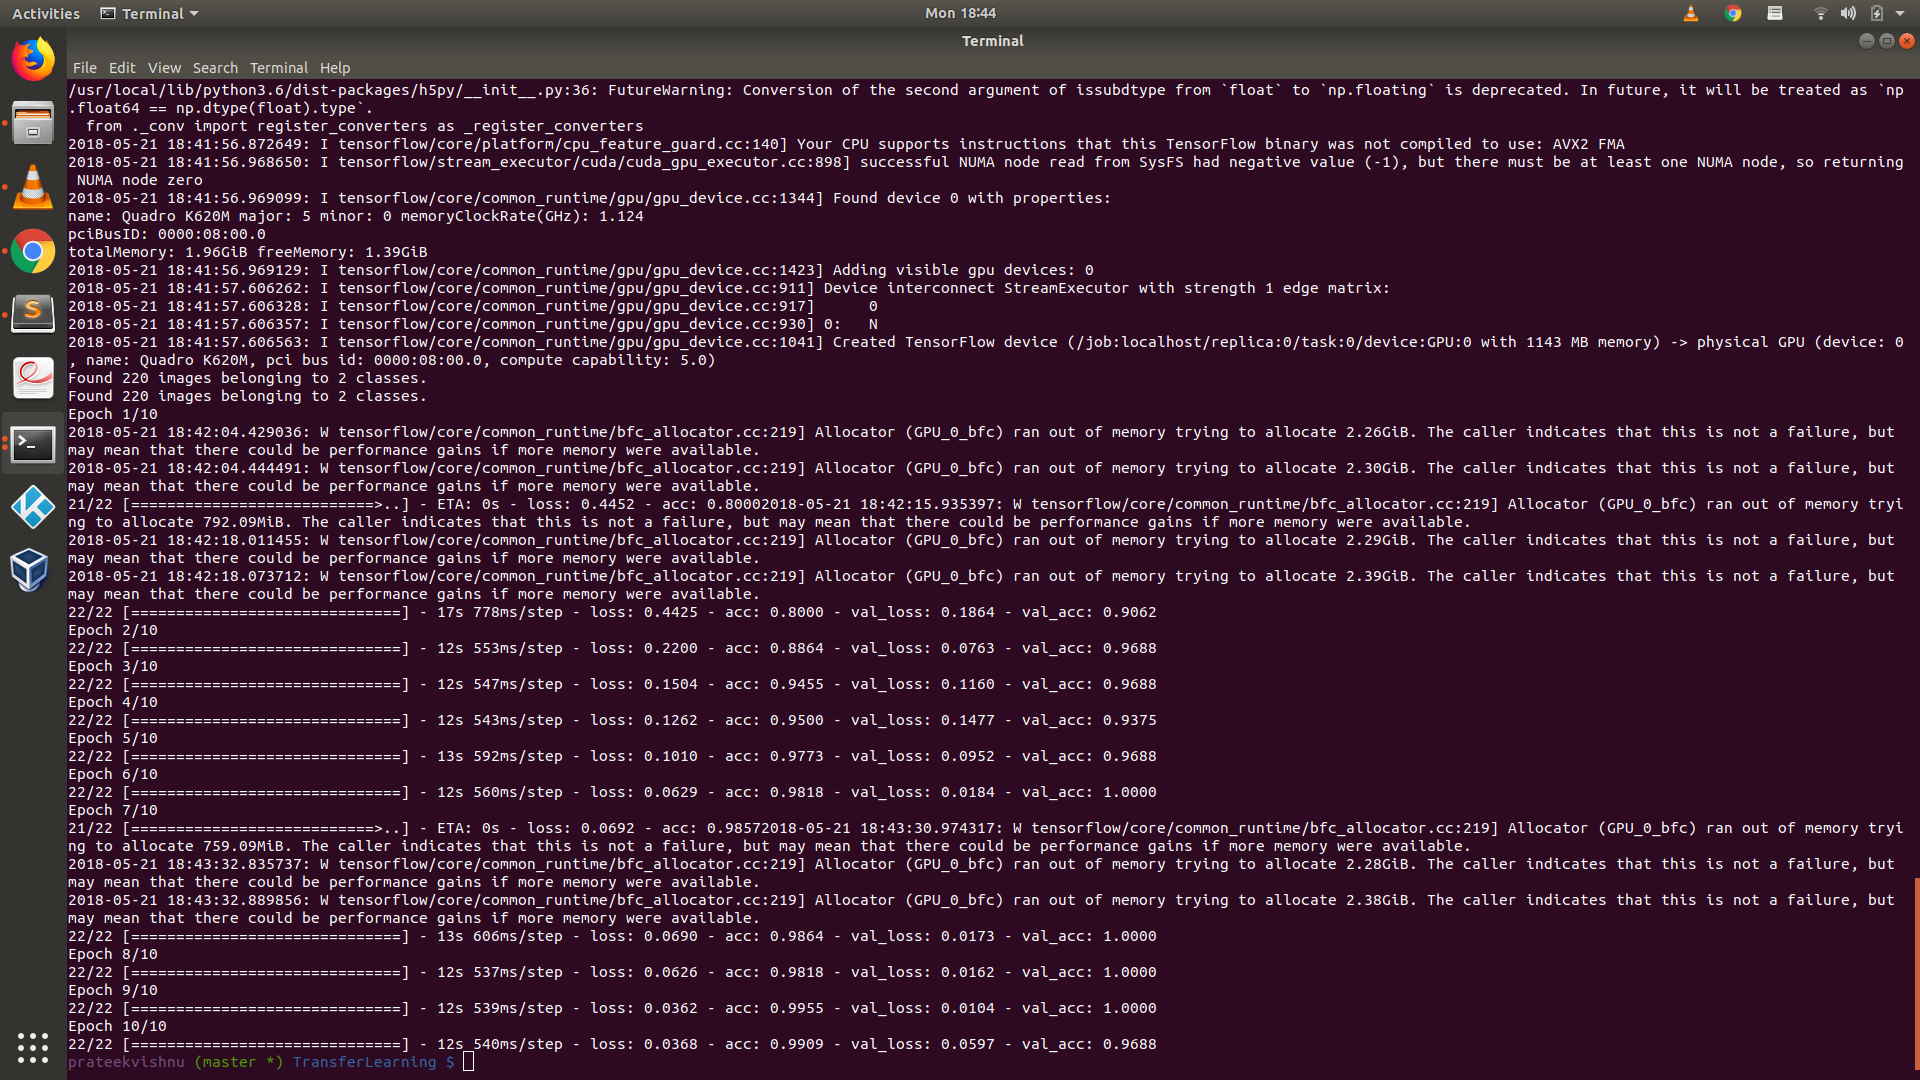 Activities Terminal Mon 18:44
Terminal
File Edit View Search Terminal Help
/usr/local/lib/python3.6/dist-packages/h5py/__init__.py:36: FutureWarning: Conversion of the second argument of issubdtype from `float` to `np.floating` is deprecated. In future, it will be treated as `np
.float64 == np.dtype(float).type`.
  from ._conv import register_converters as _register_converters
2018-05-21 18:41:56.872649: I tensorflow/core/platform/cpu_feature_guard.cc:140] Your CPU supports instructions that this TensorFlow binary was not compiled to use: AVX2 FMA
2018-05-21 18:41:56.968650: I tensorflow/stream_executor/cuda/cuda_gpu_executor.cc:898] successful NUMA node read from SysFS had negative value (-1), but there must be at least one NUMA node, so returning
 NUMA node zero
2018-05-21 18:41:56.969099: I tensorflow/core/common_runtime/gpu/gpu_device.cc:1344] Found device 0 with properties:
name: Quadro K620M major: 5 minor: 0 memoryClockRate(GHz): 1.124
pciBusID: 0000:08:00.0
totalMemory: 1.96GiB freeMemory: 1.39GiB
2018-05-21 18:41:56.969129: I tensorflow/core/common_runtime/gpu/gpu_device.cc:1423] Adding visible gpu devices: 0
2018-05-21 18:41:57.606262: I tensorflow/core/common_runtime/gpu/gpu_device.cc:911] Device interconnect StreamExecutor with strength 1 edge matrix:
2018-05-21 18:41:57.606328: I tensorflow/core/common_runtime/gpu/gpu_device.cc:917]      0
2018-05-21 18:41:57.606357: I tensorflow/core/common_runtime/gpu/gpu_device.cc:930] 0:   N
2018-05-21 18:41:57.606563: I tensorflow/core/common_runtime/gpu/gpu_device.cc:1041] Created TensorFlow device (/job:localhost/replica:0/task:0/device:GPU:0 with 1143 MB memory) -> physical GPU (device: 0
, name: Quadro K620M, pci bus id: 0000:08:00.0, compute capability: 5.0)
Found 220 images belonging to 2 classes.
Found 220 images belonging to 2 classes.
Epoch 1/10
2018-05-21 18:42:04.429036: W tensorflow/core/common_runtime/bfc_allocator.cc:219] Allocator (GPU_0_bfc) ran out of memory trying to allocate 2.26GiB. The caller indicates that this is not a failure, but
may mean that there could be performance gains if more memory were available.
2018-05-21 18:42:04.444491: W tensorflow/core/common_runtime/bfc_allocator.cc:219] Allocator (GPU_0_bfc) ran out of memory trying to allocate 2.30GiB. The caller indicates that this is not a failure, but
may mean that there could be performance gains if more memory were available.
21/22 [===========================>..] - ETA: 0s - loss: 0.4452 - acc: 0.80002018-05-21 18:42:15.935397: W tensorflow/core/common_runtime/bfc_allocator.cc:219] Allocator (GPU_0_bfc) ran out of memory tryi
ng to allocate 792.09MiB. The caller indicates that this is not a failure, but may mean that there could be performance gains if more memory were available.
2018-05-21 18:42:18.011455: W tensorflow/core/common_runtime/bfc_allocator.cc:219] Allocator (GPU_0_bfc) ran out of memory trying to allocate 2.29GiB. The caller indicates that this is not a failure, but
may mean that there could be performance gains if more memory were available.
2018-05-21 18:42:18.073712: W tensorflow/core/common_runtime/bfc_allocator.cc:219] Allocator (GPU_0_bfc) ran out of memory trying to allocate 2.39GiB. The caller indicates that this is not a failure, but
may mean that there could be performance gains if more memory were available.
22/22 [==============================] - 17s 778ms/step - loss: 0.4425 - acc: 0.8000 - val_loss: 0.1864 - val_acc: 0.9062
Epoch 2/10
22/22 [==============================] - 12s 553ms/step - loss: 0.2200 - acc: 0.8864 - val_loss: 0.0763 - val_acc: 0.9688
Epoch 3/10
22/22 [==============================] - 12s 547ms/step - loss: 0.1504 - acc: 0.9455 - val_loss: 0.1160 - val_acc: 0.9688
Epoch 4/10
22/22 [==============================] - 12s 543ms/step - loss: 0.1262 - acc: 0.9500 - val_loss: 0.1477 - val_acc: 0.9375
Epoch 5/10
22/22 [==============================] - 13s 592ms/step - loss: 0.1010 - acc: 0.9773 - val_loss: 0.0952 - val_acc: 0.9688
Epoch 6/10
22/22 [==============================] - 12s 560ms/step - loss: 0.0629 - acc: 0.9818 - val_loss: 0.0184 - val_acc: 1.0000
Epoch 7/10
21/22 [===========================>..] - ETA: 0s - loss: 0.0692 - acc: 0.98572018-05-21 18:43:30.974317: W tensorflow/core/common_runtime/bfc_allocator.cc:219] Allocator (GPU_0_bfc) ran out of memory tryi
ng to allocate 759.09MiB. The caller indicates that this is not a failure, but may mean that there could be performance gains if more memory were available.
2018-05-21 18:43:32.835737: W tensorflow/core/common_runtime/bfc_allocator.cc:219] Allocator (GPU_0_bfc) ran out of memory trying to allocate 2.28GiB. The caller indicates that this is not a failure, but
may mean that there could be performance gains if more memory were available.
2018-05-21 18:43:32.889856: W tensorflow/core/common_runtime/bfc_allocator.cc:219] Allocator (GPU_0_bfc) ran out of memory trying to allocate 2.38GiB. The caller indicates that this is not a failure, but
may mean that there could be performance gains if more memory were available.
22/22 [==============================] - 13s 606ms/step - loss: 0.0690 - acc: 0.9864 - val_loss: 0.0173 - val_acc: 1.0000
Epoch 8/10
22/22 [==============================] - 12s 537ms/step - loss: 0.0626 - acc: 0.9818 - val_loss: 0.0162 - val_acc: 1.0000
Epoch 9/10
22/22 [==============================] - 12s 539ms/step - loss: 0.0362 - acc: 0.9955 - val_loss: 0.0104 - val_acc: 1.0000
Epoch 10/10
22/22 [==============================] - 12s 540ms/step - loss: 0.0368 - acc: 0.9909 - val_loss: 0.0597 - val_acc: 0.9688
prateekvishnu (master *) TransferLearning $